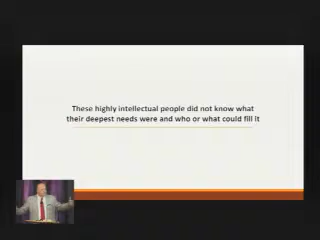 These highly intellectual people did not know what
their deepest needs were and who or what could fill it